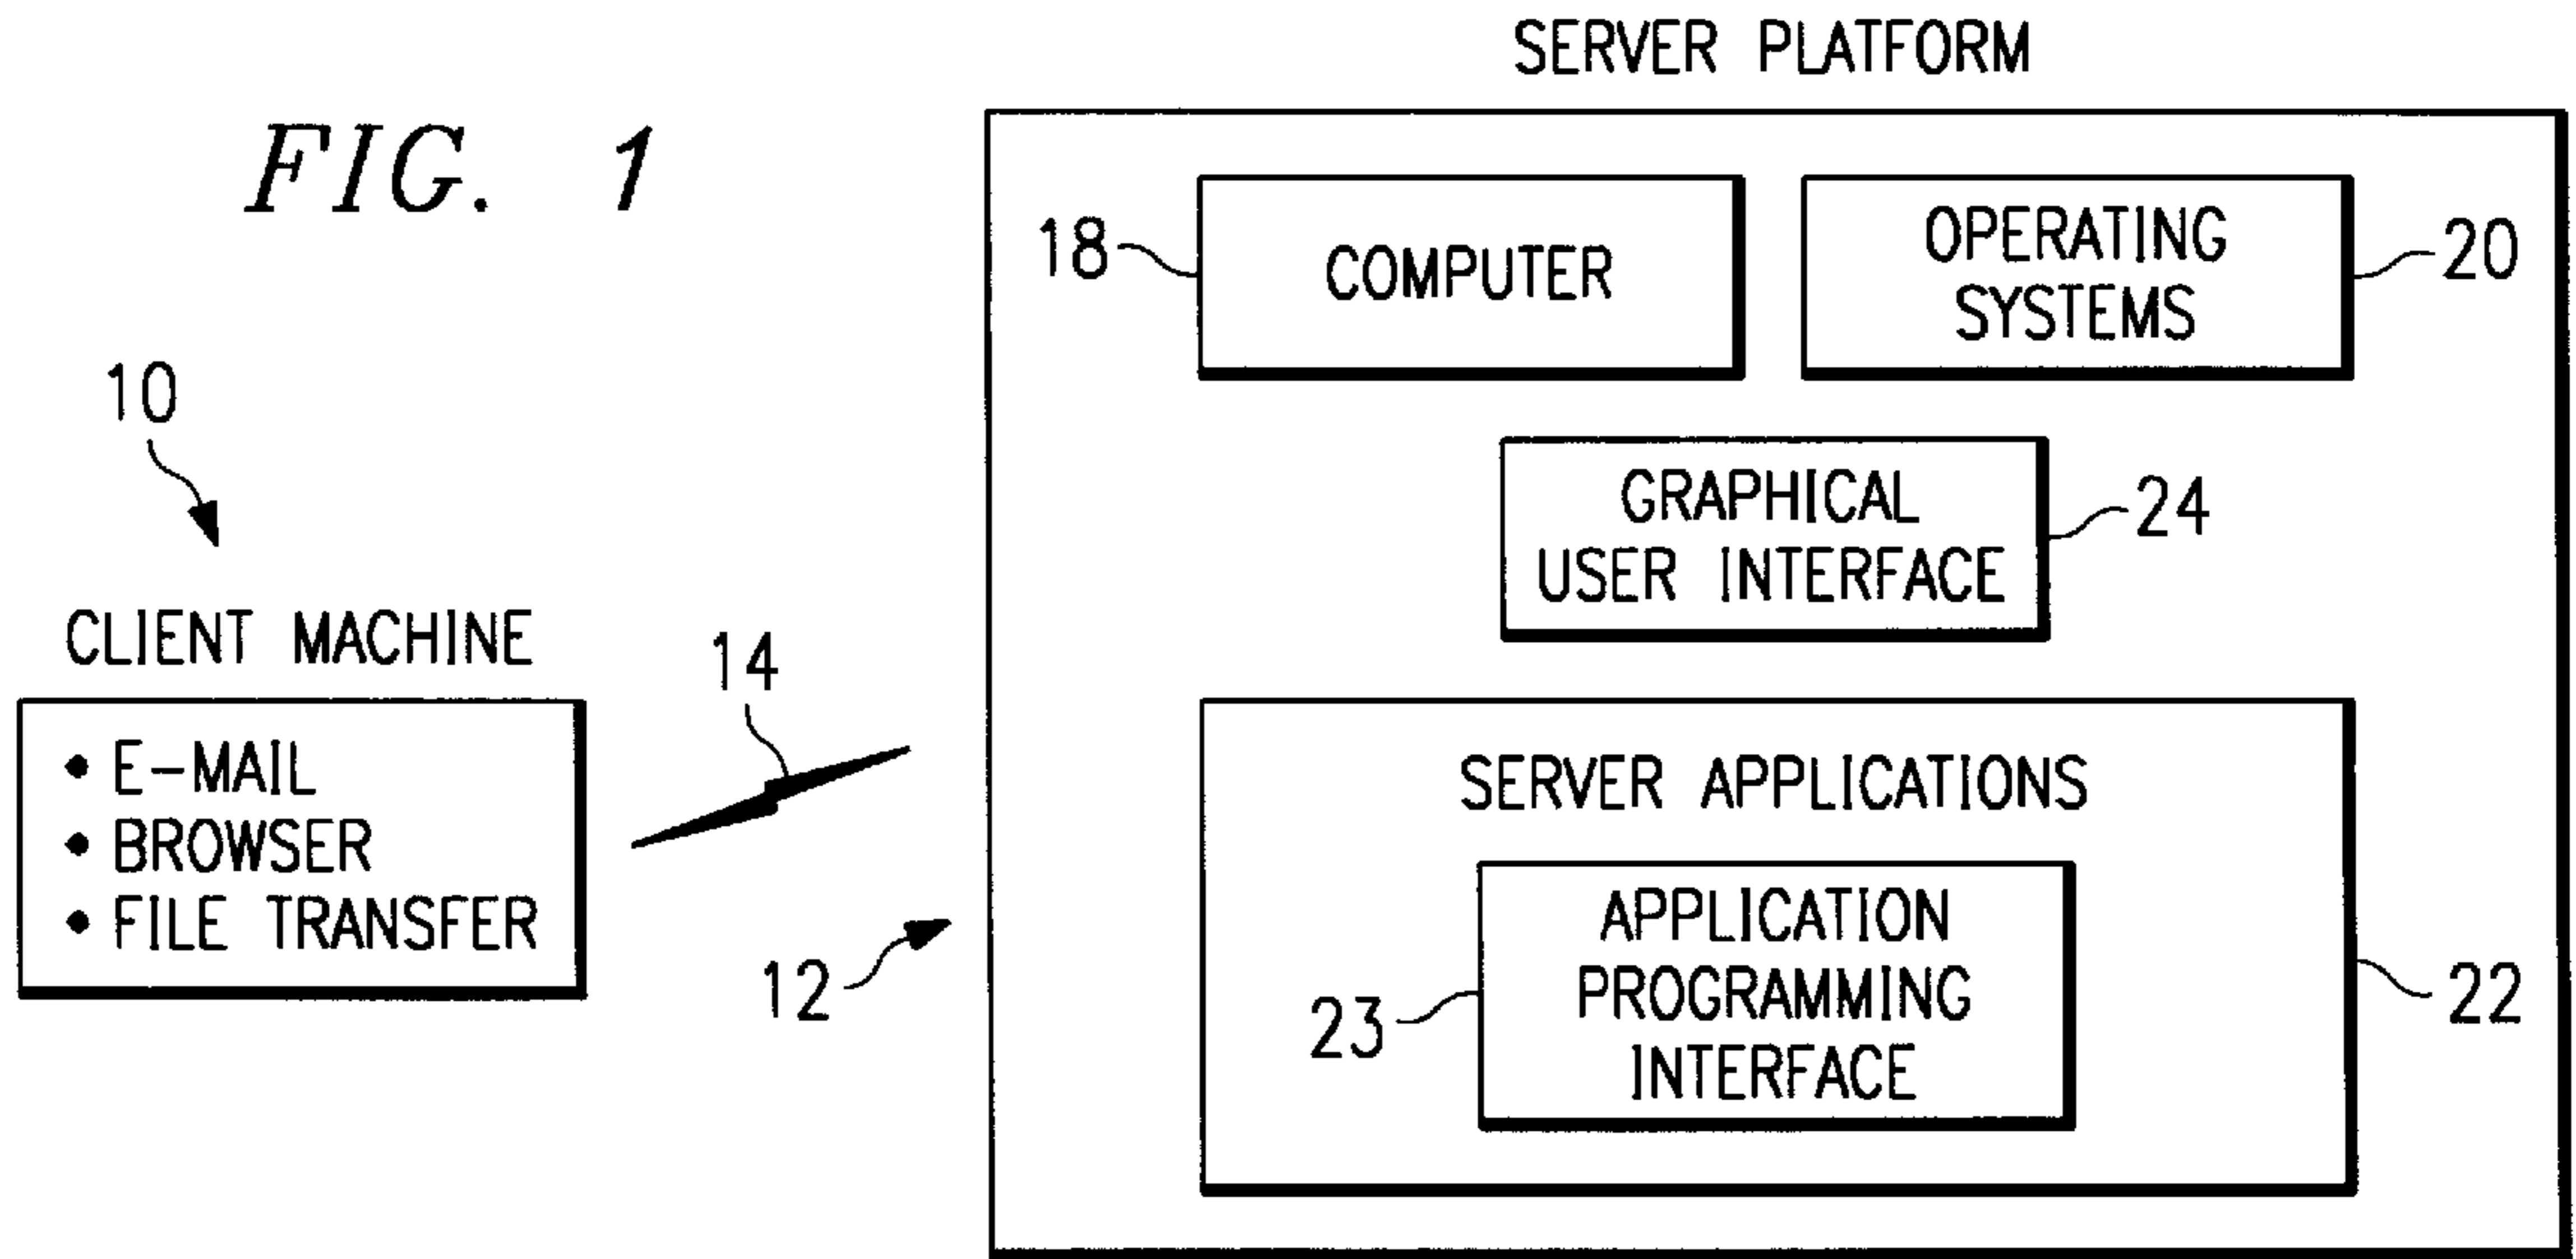 FIG. 1
SERVER PLATFORM
18
COMPUTER
OPERATING
SYSTEMS
20
GRAPHICAL
USER INTERFACE
24
10
CLIENT MACHINE
• E-MAIL
• BROWSER
• FILE TRANSFER
14
12
SERVER APPLICATIONS
APPLICATION
PROGRAMMING
INTERFACE
23
22